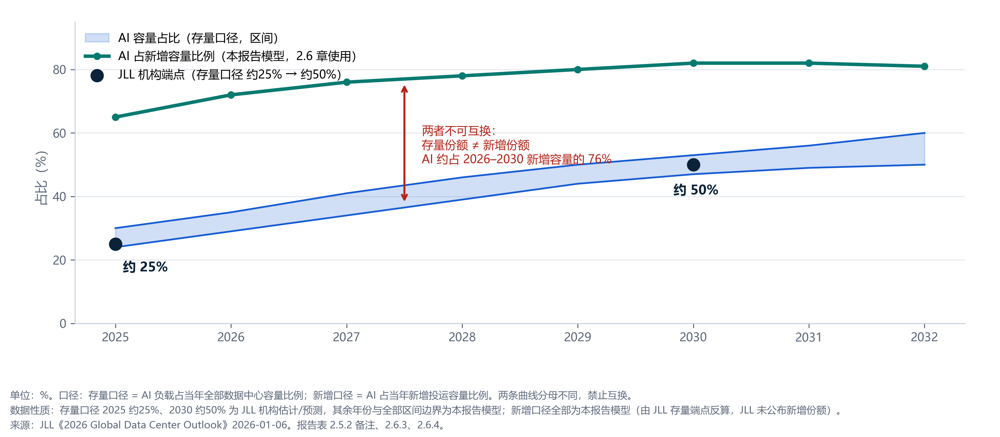 AI 容量占比（存量口径，区间）
AI 占新增容量比例（本报告模型，2.6 章使用）
JLL 机构端点（存量口径 约25% → 约50%）
占比（%）
80
60
40
20
0
两者不可互换：
存量份额 ≠ 新增份额
AI 约占 2026–2030 新增容量的 76%
约 50%
约 25%
2025 2026 2027 2028 2029 2030 2031 2032
单位：%。口径：存量口径 = AI 负载占当年全部数据中心容量比例；新增口径 = AI 占当年新增投运容量比例。两条曲线分母不同，禁止互换。
数据性质：存量口径 2025 约25%、2030 约50% 为 JLL 机构估计/预测，其余年份与全部区间边界为本报告模型；新增口径全部为本报告模型（由 JLL 存量端点反算，JLL 未公布新增份额）。
来源：JLL《2026 Global Data Center Outlook》2026-01-06。报告表 2.5.2 备注、2.6.3、2.6.4。